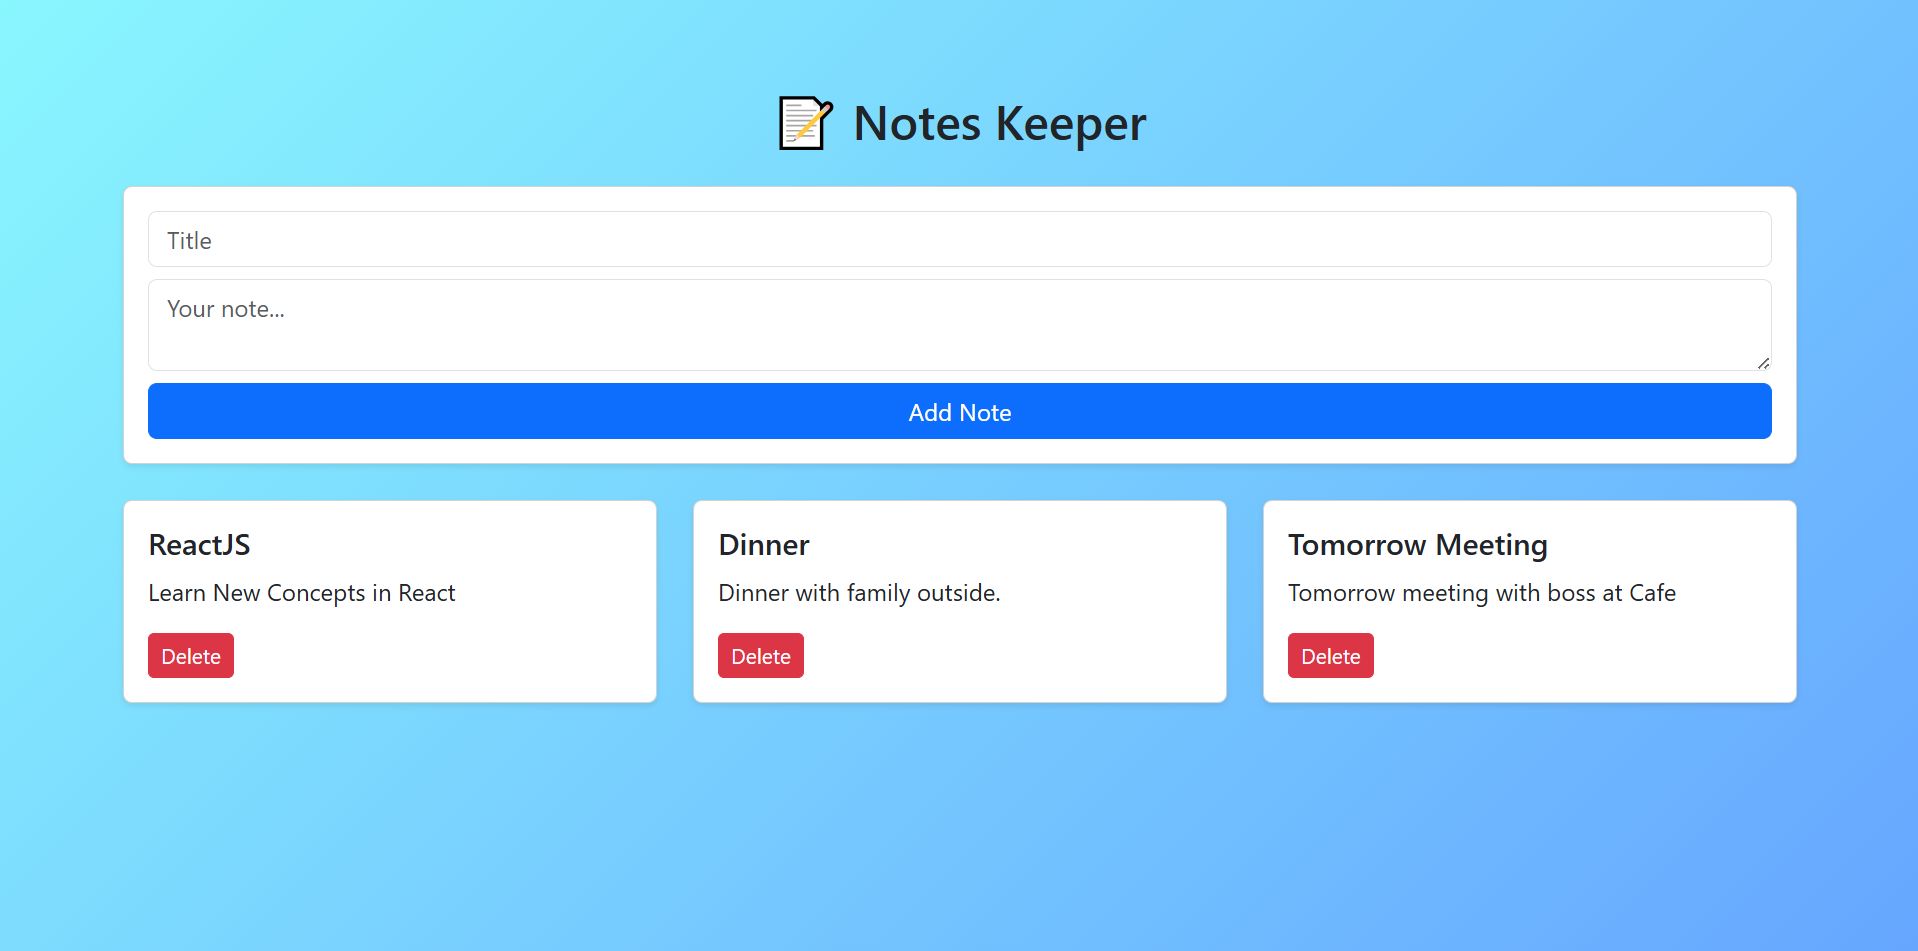 📝 Notes Keeper
Title
Your note...
Add Note
ReactJS
Learn New Concepts in React
Delete
Dinner
Dinner with family outside.
Delete
Tomorrow Meeting
Tomorrow meeting with boss at Cafe
Delete